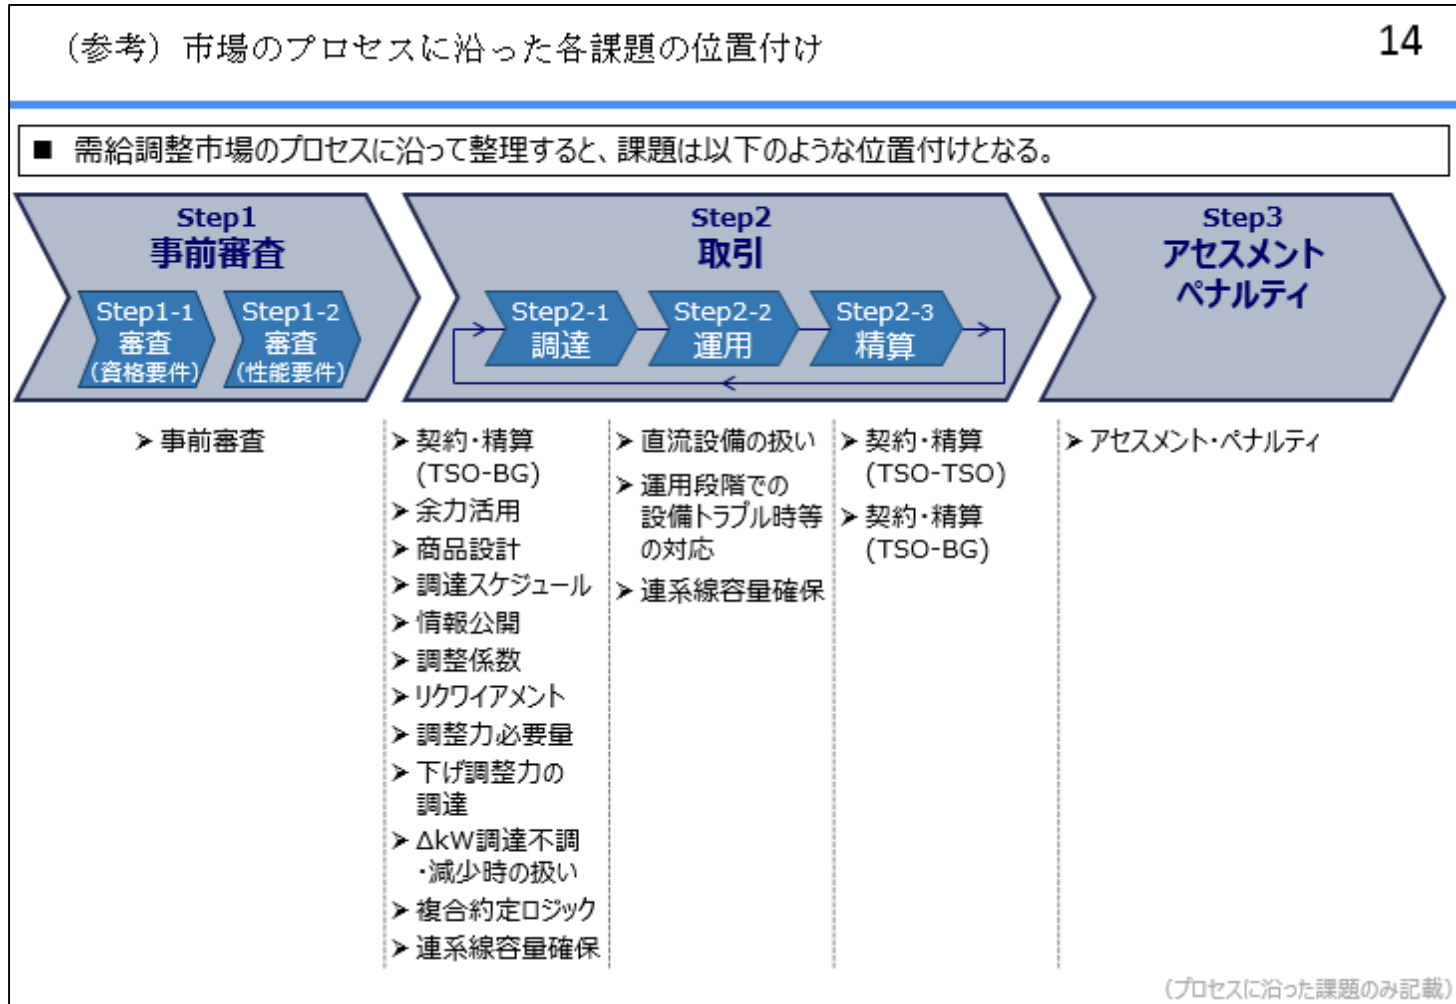 （参考）市場のプロセスに沿った各課題の位置付け
14
■ 需給調整市場のプロセスに沿って整理すると、課題は以下のような位置付けとなる。
Step1
事前審査
Step1-1
審査
（資格要件）
Step1-2
審査
（性能要件）
Step2
取引
Step2-1
調達
Step2-2
運用
Step2-3
精算
Step3
アセスメント
ペナルティ
➤ 事前審査
➤ 契約・精算
(TSO-BG)
➤ 余力活用
➤ 商品設計
➤ 調達スケジュール
➤ 情報公開
➤ 調整係数
➤ リクワイアメント
➤ 調整力必要量
➤ 下げ調整力の
調達
➤ ΔkW調達不調
・減少時の扱い
➤ 複合約定ロジック
➤ 連系線容量確保
➤ 直流設備の扱い
➤ 運用段階での
設備トラブル時等
の対応
➤ 連系線容量確保
➤ 契約・精算
(TSO-TSO)
➤ 契約・精算
(TSO-BG)
➤ アセスメント・ペナルティ
（プロセスに沿った課題のみ記載）